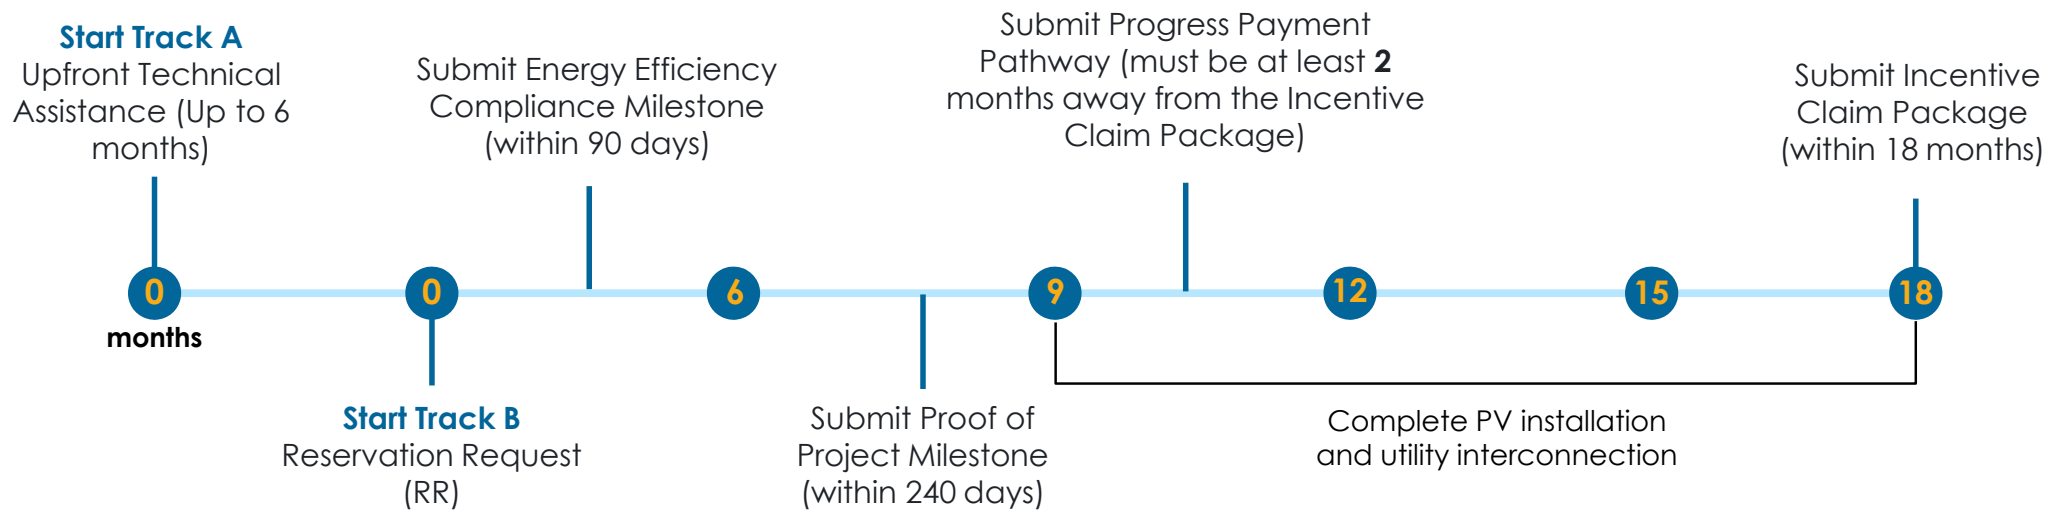 Start Track A
Upfront Technical
Assistance (Up to 6
months)
Submit Energy Efficiency
Compliance Milestone
(within 90 days)
Submit Progress Payment
Pathway (must be at least 2
months away from the Incentive
Claim Package)
Submit Incentive
Claim Package
(within 18 months)
0
0
6
9
12
15
18
months
Start Track B
Reservation Request
(RR)
Submit Proof of
Project Milestone
(within 240 days)
Complete PV installation
and utility interconnection